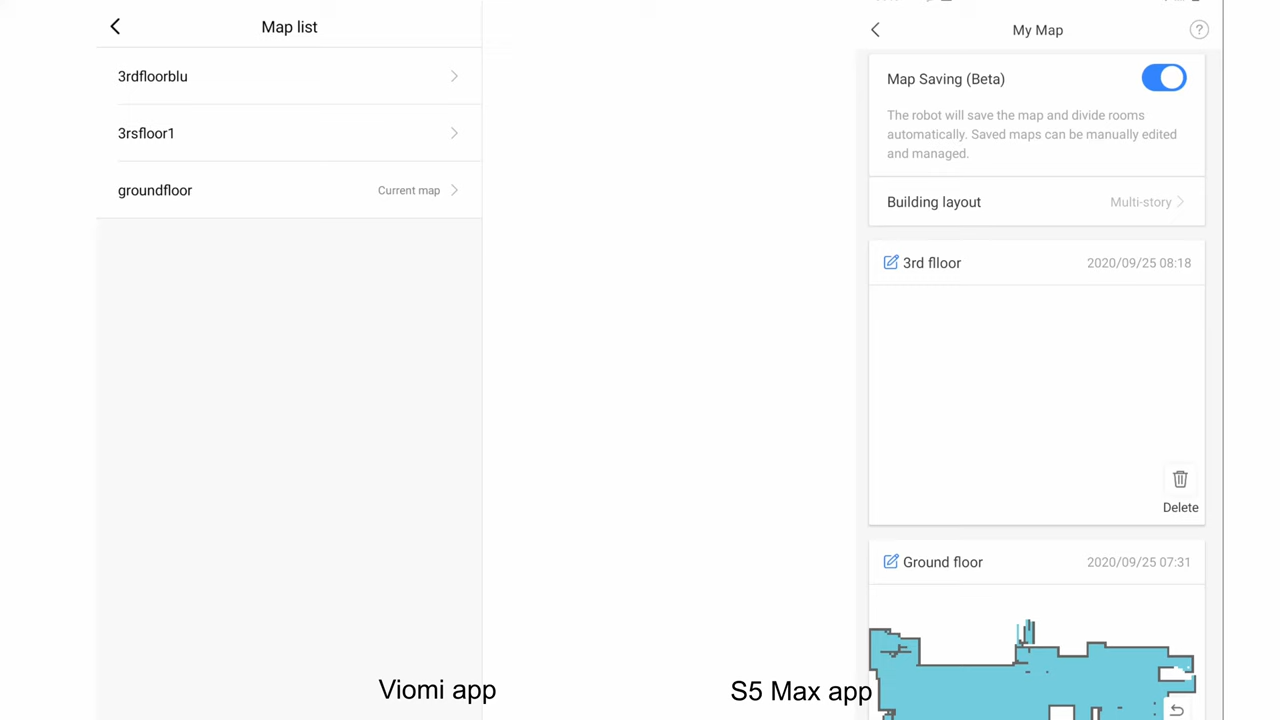 Map list
3rdfloorblu
3rsfloor1
groundfloor Current map
Viomi app
My Map ?
Map Saving (Beta)
The robot will save the map and divide rooms
automatically. Saved maps can be manually edited
and managed.
Building layout Multi-story
3rd flloor 2020/09/25 08:18
Delete
Ground floor 2020/09/25 07:31
S5 Max app